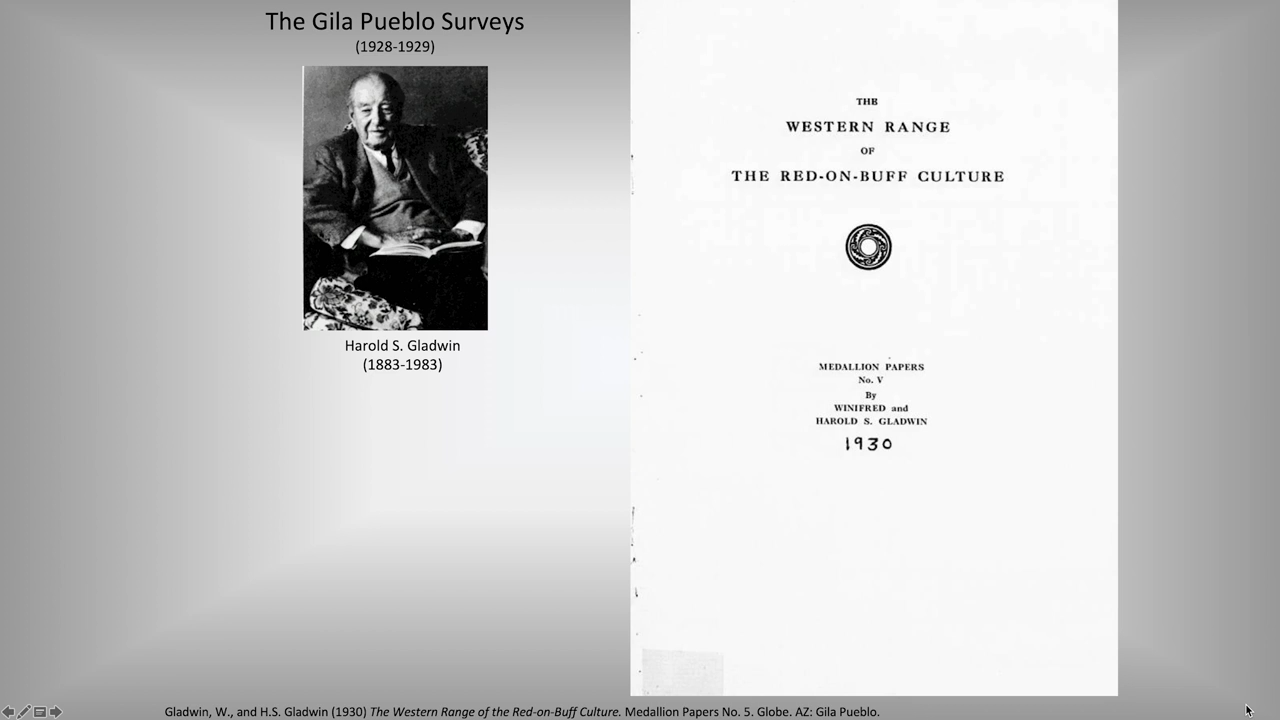 The Gila Pueblo Surveys
(1928-1929)
Harold S. Gladwin
(1883-1983)
THE
WESTERN RANGE
OF
THE RED-ON-BUFF CULTURE
MEDALLION PAPERS
No. V
By
WINIFRED and
HAROLD S. GLADWIN
1930
Gladwin, W., and H.S. Gladwin (1930) The Western Range of the Red-on-Buff Culture. Medallion Papers No. 5. Globe. AZ: Gila Pueblo.